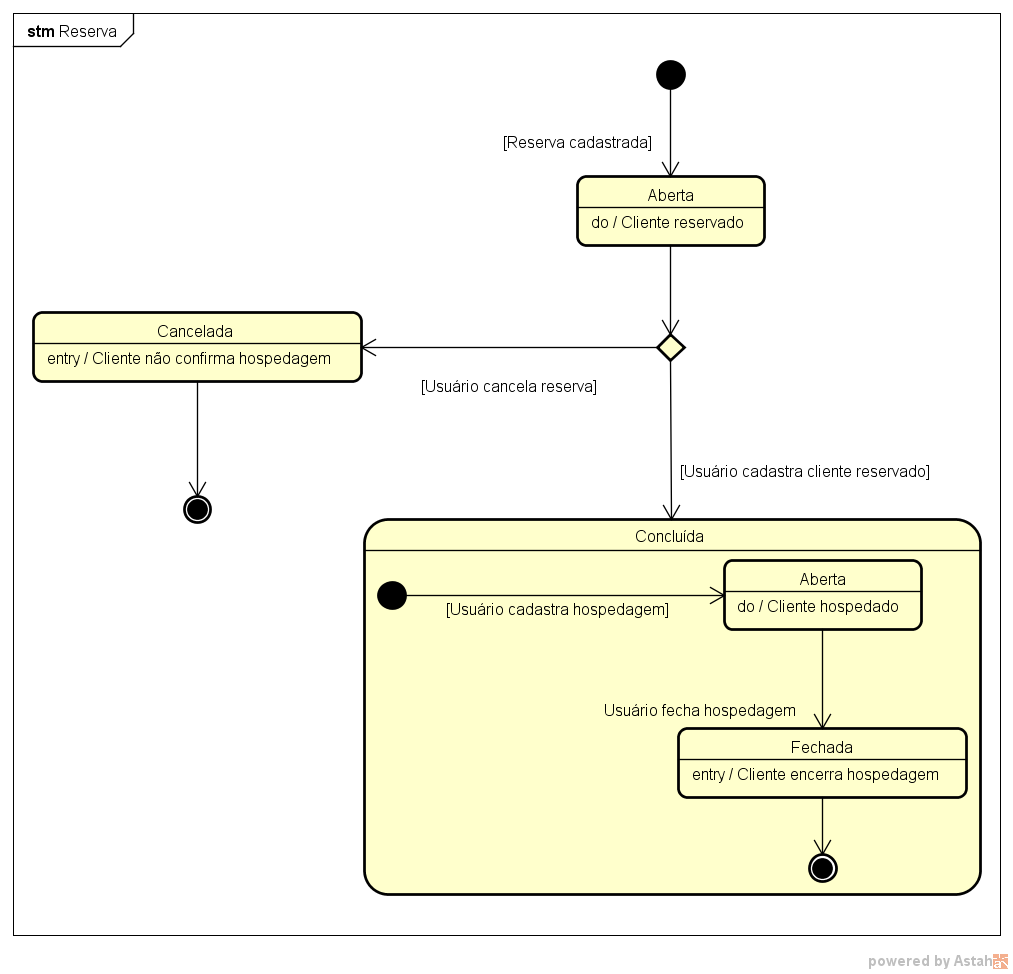 stm Reserva
[Reserva cadastrada]
Aberta
do / Cliente reservado
Cancelada
entry / Cliente não confirma hospedagem
[Usuário cancela reserva]
[Usuário cadastra cliente reservado]
Concluída
Aberta
do / Cliente hospedado
[Usuário cadastra hospedagem]
Usuário fecha hospedagem
Fechada
entry / Cliente encerra hospedagem
powered by Astah